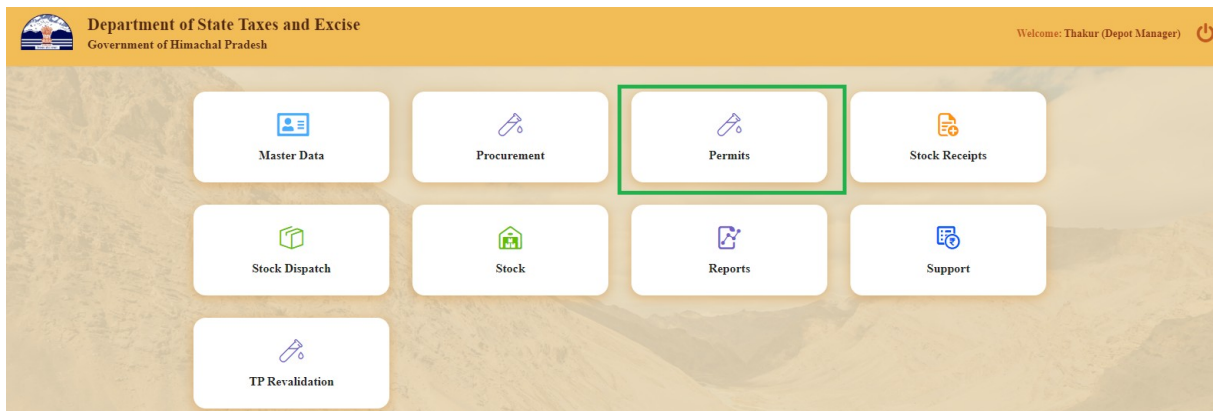 Department of State Taxes and Excise
Government of Himachal Pradesh
Welcome: Thakur (Depot Manager)
Master Data
Procurement
Permits
Stock Receipts
Stock Dispatch
Stock
Reports
Support
TP Revalidation